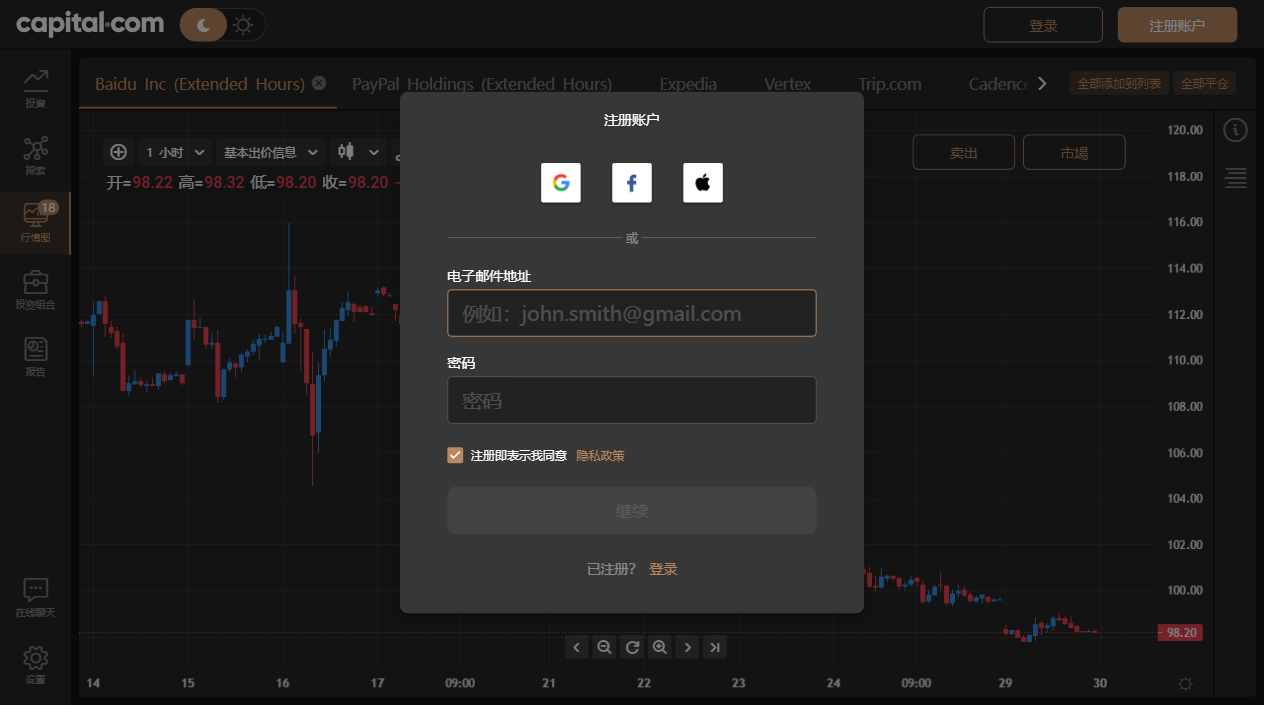 capital.com
登录
注册账户
投資
探索
18
行情图
投资组合
报告
在线聊天
设置
Baidu Inc (Extended Hours)
PayPal Holdings (Extended Hours)
Expedia
Vertex
Trip.com
Cadenc
全部添加到列表
全部平仓
1 小时
基本出价信息
开=98.22 高=98.32 低=98.20 收=98.20 -
卖出
市場
注册账户
或
电子邮件地址
例如：john.smith@gmail.com
密码
密码
注册即表示我同意 隐私政策
继续
已注册？ 登录
120.00
118.00
116.00
114.00
112.00
110.00
108.00
106.00
104.00
102.00
100.00
98.20
14 15 16 17 09:00 21 22 23 24 09:00 29 30